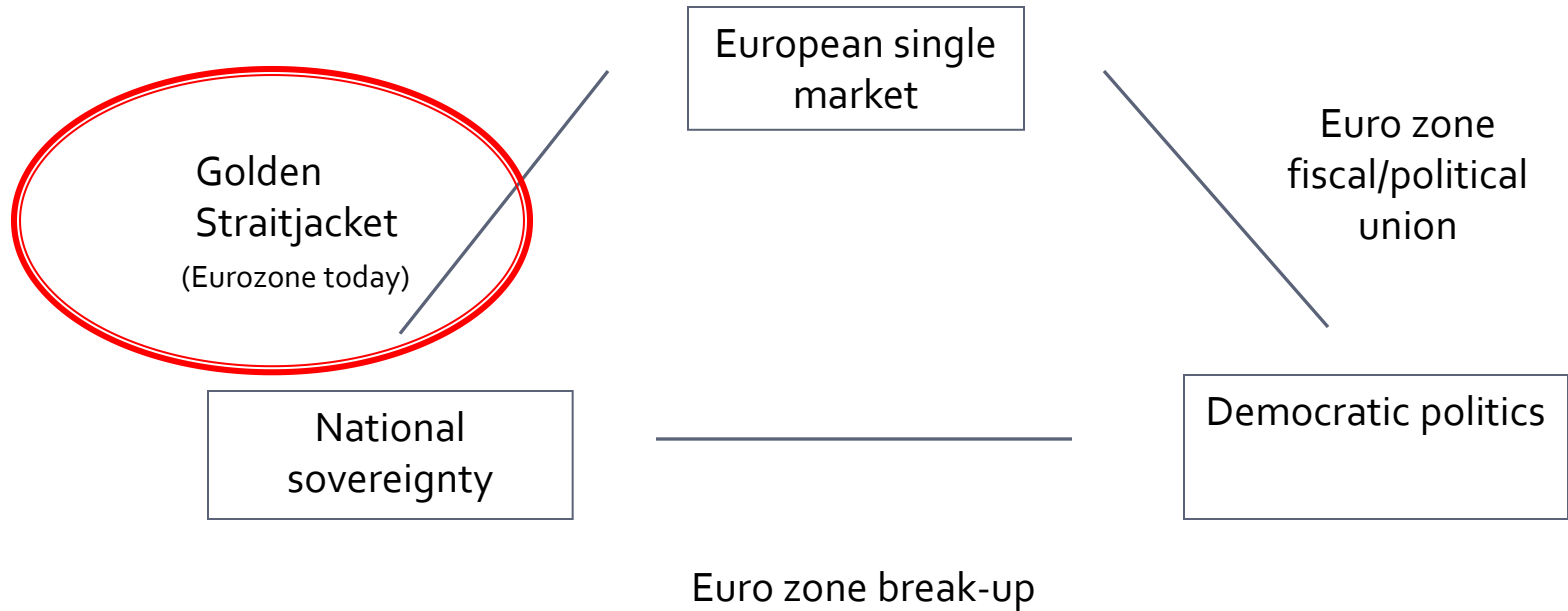 European single
market
Golden
Straitjacket
(Eurozone today)
Euro zone
fiscal/political
union
National
sovereignty
Democratic politics
Euro zone break-up